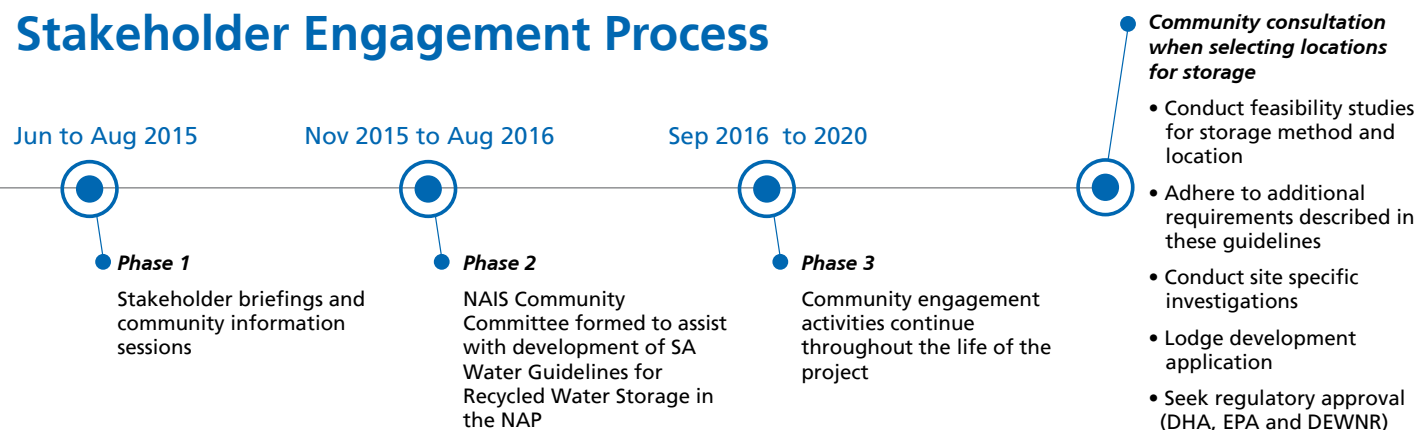 Stakeholder Engagement Process
Jun to Aug 2015
Phase 1
Stakeholder briefings and
community information
sessions
Nov 2015 to Aug 2016
Phase 2
NAIS Community
Committee formed to assist
with development of SA
Water Guidelines for
Recycled Water Storage in
the NAP
Sep 2016 to 2020
Phase 3
Community engagement
activities continue
throughout the life of the
project
Community consultation
when selecting locations
for storage
• Conduct feasibility studies
for storage method and
location
• Adhere to additional
requirements described in
these guidelines
• Conduct site specific
investigations
• Lodge development
application
• Seek regulatory approval
(DHA, EPA and DEWNR)